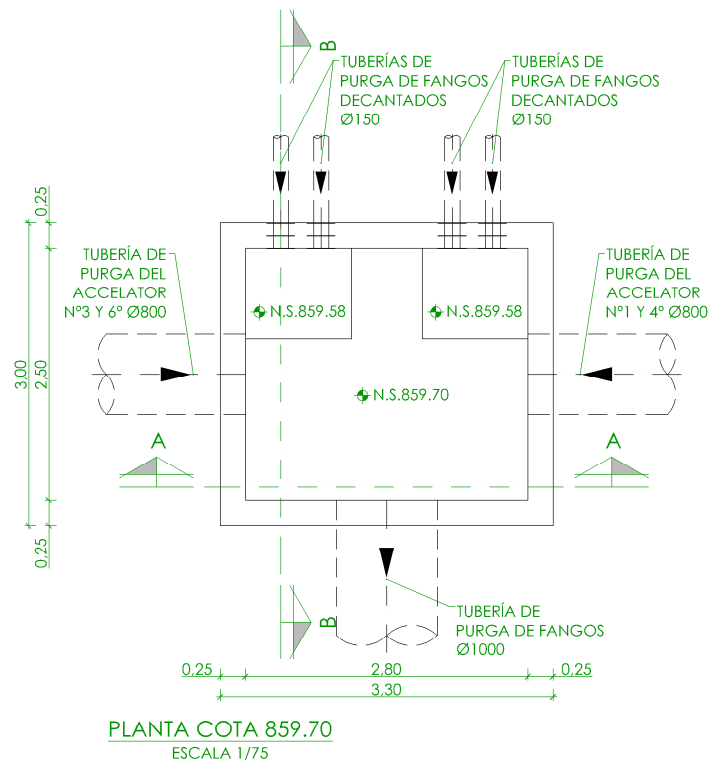 B
TUBERÍAS DE
PURGA DE FANGOS
DECANTADOS
Ø150
TUBERÍAS DE
PURGA DE FANGOS
DECANTADOS
Ø150
0,25
TUBERÍA DE
PURGA DEL
ACCELATOR
Nº3 Y 6º Ø800
TUBERÍA DE
PURGA DEL
ACCELATOR
Nº1 Y 4º Ø800
N.S.859.58
N.S.859.58
3,00
2,50
N.S.859.70
A
A
0,25
B
TUBERÍA DE
PURGA DE FANGOS
Ø1000
0,25
2,80
0,25
3,30
PLANTA COTA 859.70
ESCALA 1/75